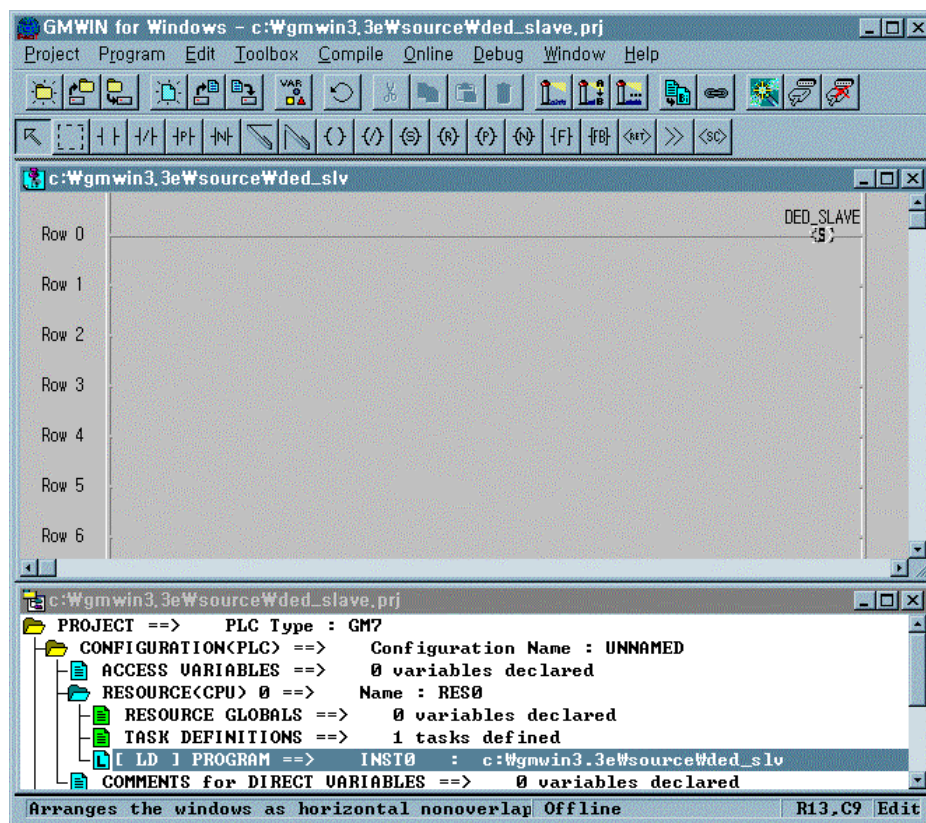 GMWIN for Windows - c:₩gmwin3,3e₩source₩ded_slave,prj
Project Program Edit Toolbox Compile Online Debug Window Help
VAR
{F} {FB} <RET> >> <SC>
c:₩gmwin3,3e₩source₩ded_slv
DED_SLAVE
Row 0 (S)
Row 1
Row 2
Row 3
Row 4
Row 5
Row 6
c:₩gmwin3,3e₩source₩ded_slave,prj
PROJECT ==> PLC Type : GM7
CONFIGURATION(PLC) ==> Configuration Name : UNNAMED
ACCESS VARIABLES ==> 0 variables declared
RESOURCE(CPU) 0 ==> Name : RES0
RESOURCE GLOBALS ==> 0 variables declared
TASK DEFINITIONS ==> 1 tasks defined
[ LD ] PROGRAM ==> INST0 : c:₩gmwin3.3e₩source₩ded_slv
COMMENTS for DIRECT VARIABLES ==> 0 variables declared
Arranges the windows as horizontal nonoverlap Offline R13,C9 Edit